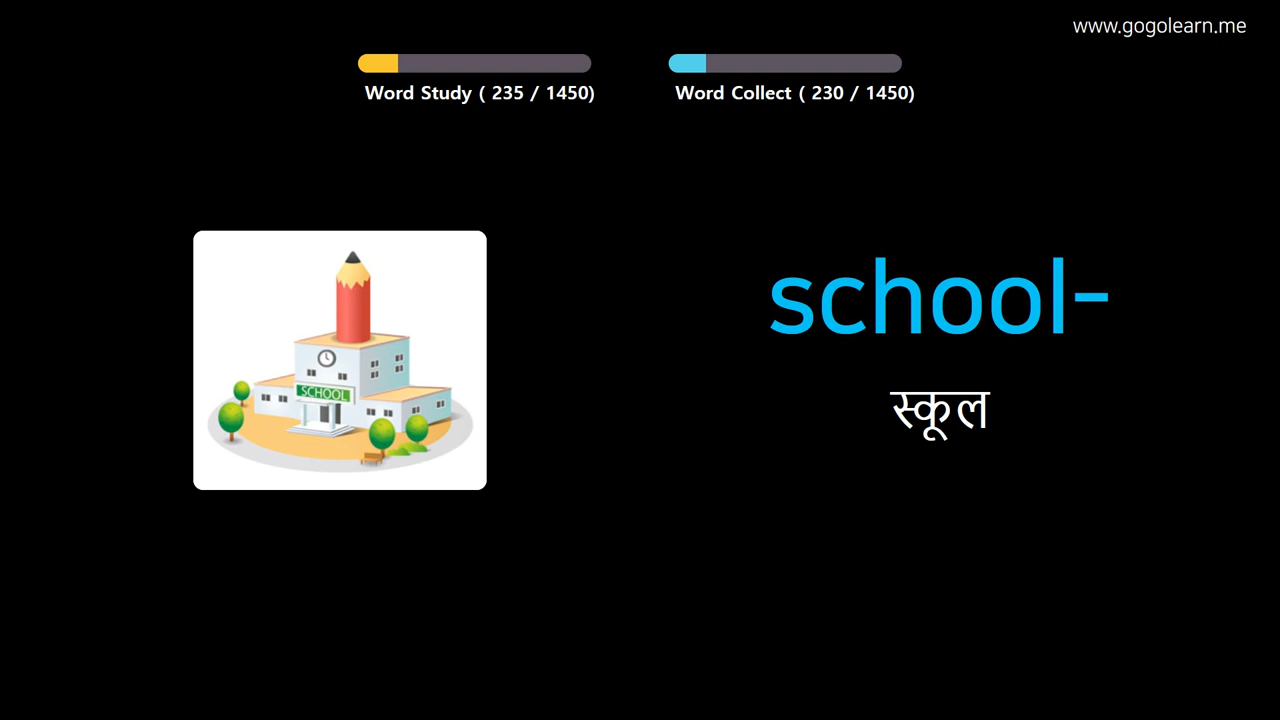 www.gogolearn.me
Word Study ( 235 / 1450)
Word Collect ( 230 / 1450)
SCHOOL
school-
स्कूल